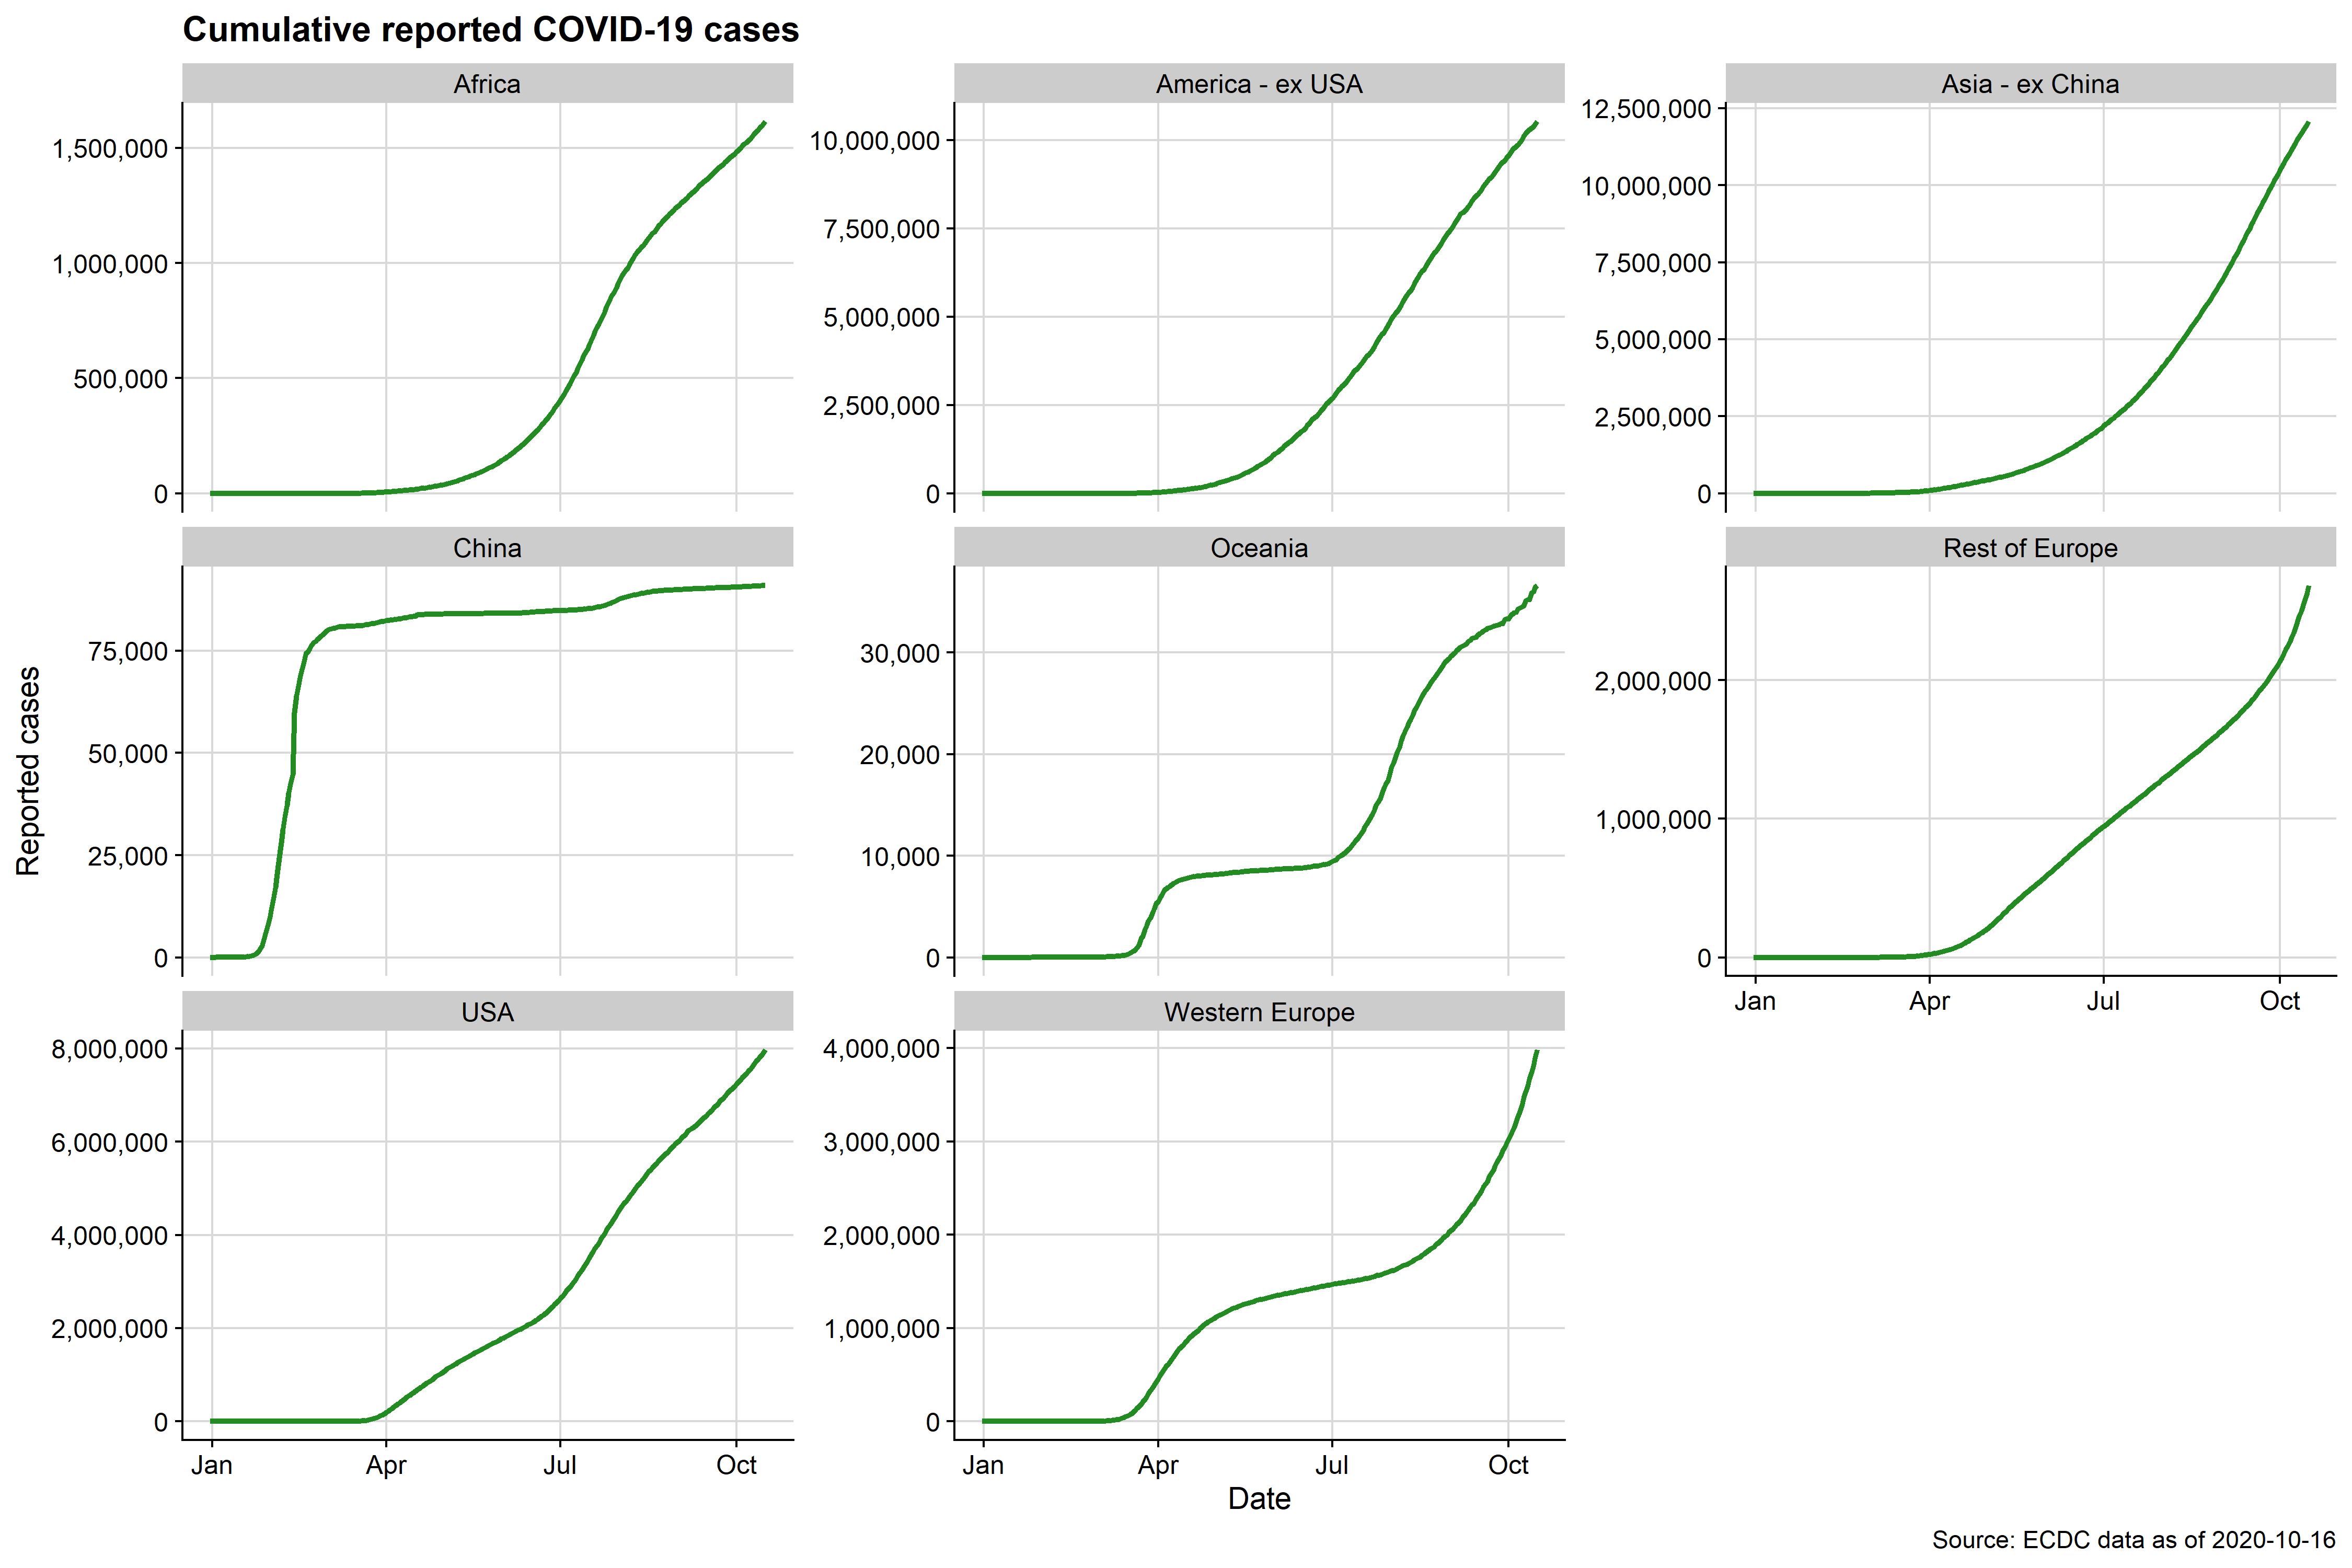 Cumulative reported COVID-19 cases
Africa
1,500,000
1,000,000
500,000
0
America - ex USA
10,000,000
7,500,000
5,000,000
2,500,000
0
Asia - ex China
12,500,000
10,000,000
7,500,000
5,000,000
2,500,000
0
Reported cases
China
75,000
50,000
25,000
0
Oceania
30,000
20,000
10,000
0
Rest of Europe
2,000,000
1,000,000
0
Jan Apr Jul Oct
USA
8,000,000
6,000,000
4,000,000
2,000,000
0
Jan Apr Jul Oct
Western Europe
4,000,000
3,000,000
2,000,000
1,000,000
0
Jan Apr Jul Oct
Date
Source: ECDC data as of 2020-10-16